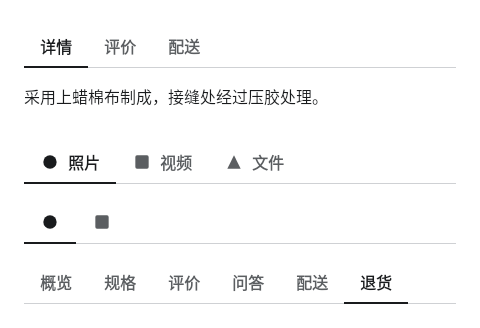 详情 评价 配送
采用上蜡棉布制成，接缝处经过压胶处理。
照片 视频 文件
概览 规格 评价 问答 配送 退货